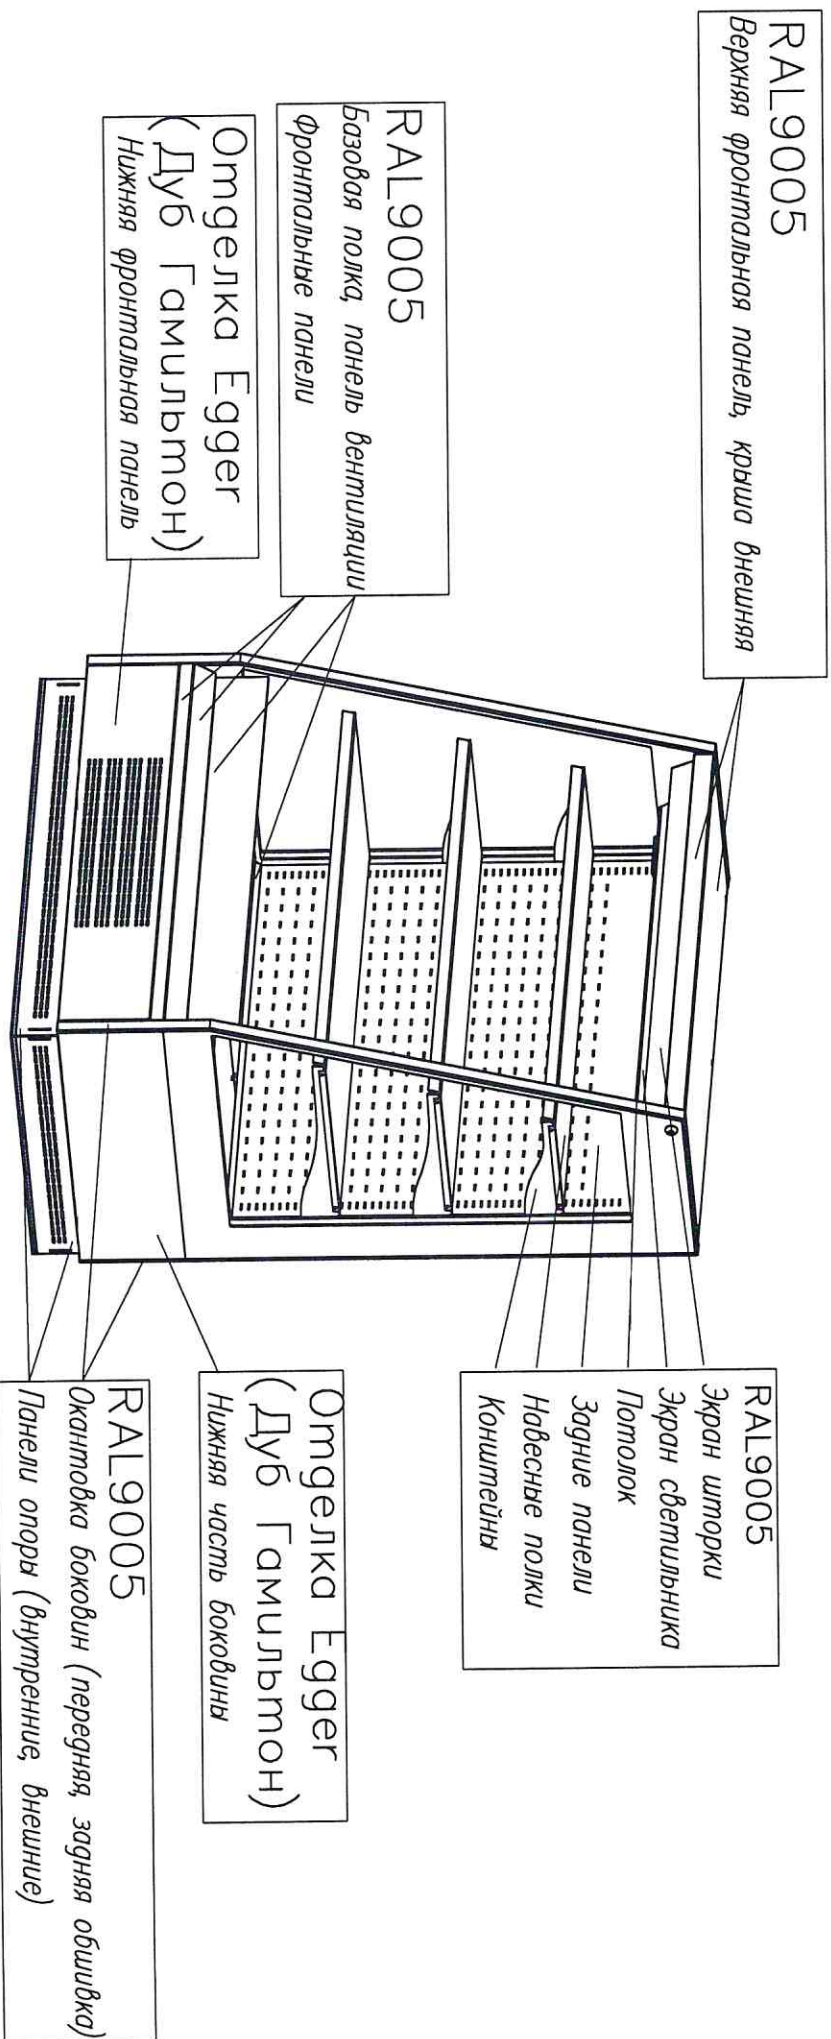 RAL9005
Верхняя фронтальная панель, крыша внешняя
RAL9005
Базовая полка, панель вентиляции
Фронтальные панели
Отделка Egger
(Дуб Гамильтон)
Нижняя фронтальная панель
RAL9005
Экран шторки
Экран светильника
Потолок
Задние панели
Навесные полки
Конштейны
Отделка Egger
(Дуб Гамильтон)
Нижняя часть боковины
RAL9005
Окантовка боковин (передняя, задняя обшивка)
Панели опоры (внутренние, внешние)